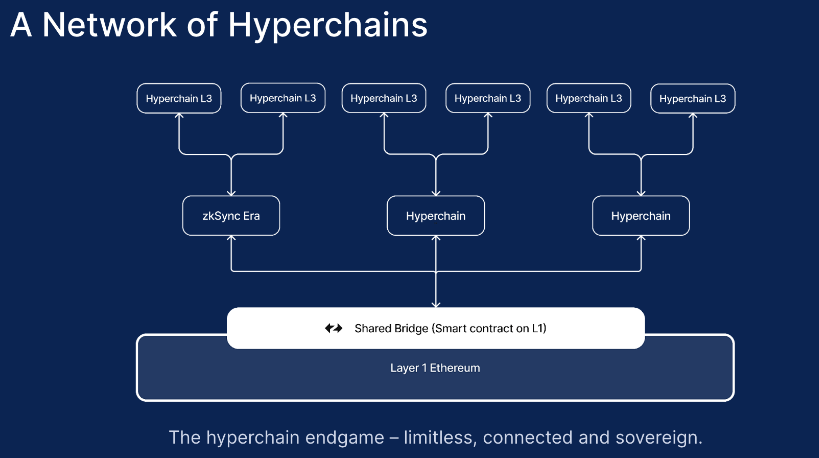 A Network of Hyperchains
Hyperchain L3
Hyperchain L3
Hyperchain L3
Hyperchain L3
Hyperchain L3
Hyperchain L3
zkSync Era
Hyperchain
Hyperchain
Shared Bridge (Smart contract on L1)
Layer 1 Ethereum
The hyperchain endgame – limitless, connected and sovereign.